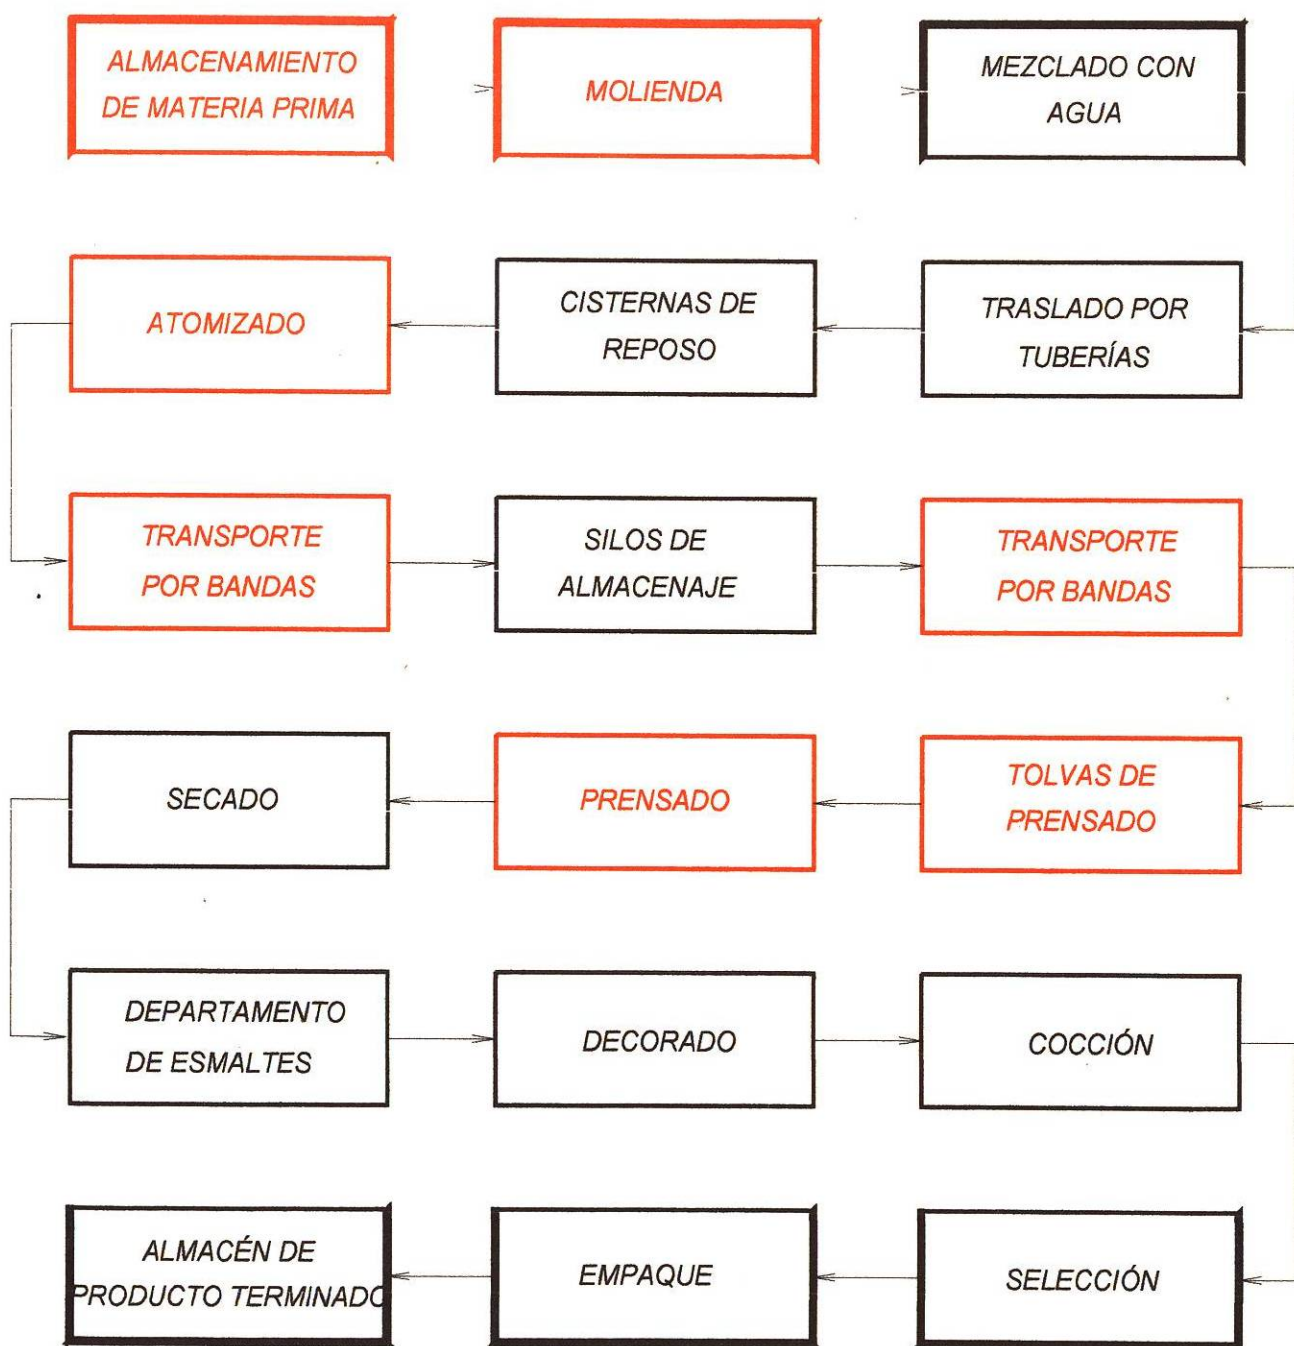 ALMACENAMIENTO
DE MATERIA PRIMA
MOLIENDA
MEZCLADO CON
AGUA
ATOMIZADO
CISTERNAS DE
REPOSO
TRASLADO POR
TUBERÍAS
TRANSPORTE
POR BANDAS
SILOS DE
ALMACENAJE
TRANSPORTE
POR BANDAS
SECADO
PRENSADO
TOLVAS DE
PRENSADO
DEPARTAMENTO
DE ESMALTES
DECORADO
COCCIÓN
ALMACÉN DE
PRODUCTO TERMINADO
EMPAQUE
SELECCIÓN